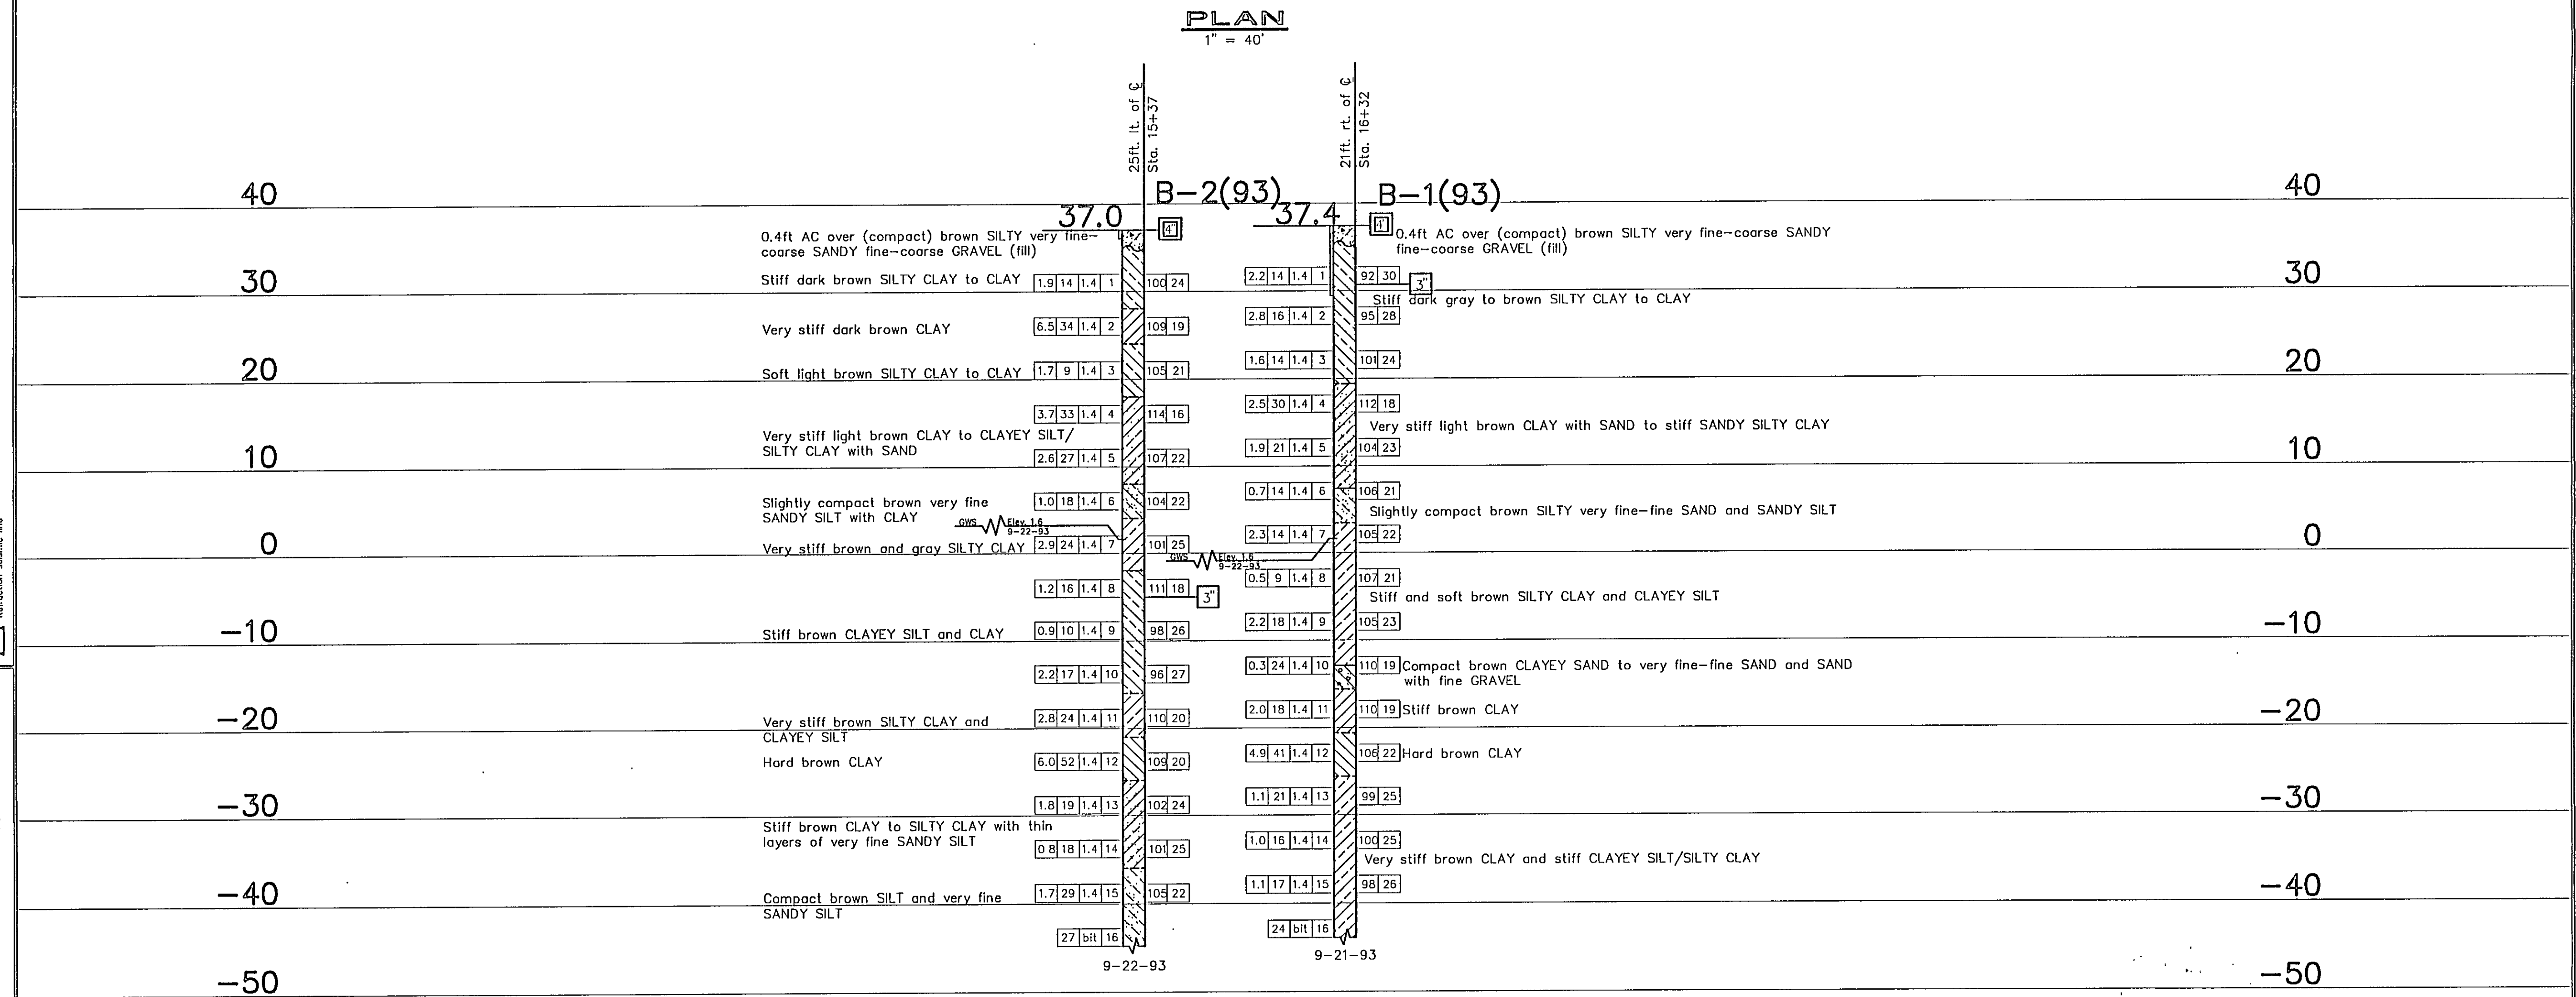 PLAN
1" = 40'
25ft. lt. of ℄
Sta. 15+37
21ft. rt. of ℄
Sta. 16+32
40
B-2(93)
B-1(93)
40
37.0
37.4
4"
4"
0.4ft AC over (compact) brown SILTY very fine-
coarse SANDY fine-coarse GRAVEL (fill)
0.4ft AC over (compact) brown SILTY very fine-coarse SANDY
fine-coarse GRAVEL (fill)
30
Stiff dark brown SILTY CLAY to CLAY
1.9 14 1.4 1
100 24
2.2 14 1.4 1
92 30
3"
30
Stiff dark gray to brown SILTY CLAY to CLAY
Very stiff dark brown CLAY
6.5 34 1.4 2
109 19
2.8 16 1.4 2
95 28
20
Soft light brown SILTY CLAY to CLAY
1.7 9 1.4 3
105 21
1.6 14 1.4 3
101 24
20
3.7 33 1.4 4
114 16
2.5 30 1.4 4
112 18
Very stiff light brown CLAY to CLAYEY SILT/
SILTY CLAY with SAND
Very stiff light brown CLAY with SAND to stiff SANDY SILTY CLAY
10
2.6 27 1.4 5
107 22
1.9 21 1.4 5
104 23
10
Slightly compact brown very fine
SANDY SILT with CLAY
1.0 18 1.4 6
104 22
0.7 14 1.4 6
106 21
Slightly compact brown SILTY very fine-fine SAND and SANDY SILT
GWS Elev. 1.6
9-22-93
0
Very stiff brown and gray SILTY CLAY
2.9 24 1.4 7
101 25
2.3 14 1.4 7
105 22
0
GWS Elev. 1.6
9-22-93
1.2 16 1.4 8
111 18
3"
0.5 9 1.4 8
107 21
Stiff and soft brown SILTY CLAY and CLAYEY SILT
Refraction seismic line
-10
Stiff brown CLAYEY SILT and CLAY
0.9 10 1.4 9
98 26
2.2 18 1.4 9
105 23
-10
2.2 17 1.4 10
96 27
0.3 24 1.4 10
110 19
Compact brown CLAYEY SAND to very fine-fine SAND and SAND
with fine GRAVEL
-20
Very stiff brown SILTY CLAY and
CLAYEY SILT
2.8 24 1.4 11
110 20
2.0 18 1.4 11
110 19
Stiff brown CLAY
-20
Hard brown CLAY
6.0 52 1.4 12
109 20
4.9 41 1.4 12
106 22
Hard brown CLAY
-30
1.8 19 1.4 13
102 24
1.1 21 1.4 13
99 25
-30
Stiff brown CLAY to SILTY CLAY with thin
layers of very fine SANDY SILT
0 8 18 1.4 14
101 25
1.0 16 1.4 14
100 25
Very stiff brown CLAY and stiff CLAYEY SILT/SILTY CLAY
-40
Compact brown SILT and very fine
SANDY SILT
1.7 29 1.4 15
105 22
1.1 17 1.4 15
98 26
-40
27 bit 16
24 bit 16
9-22-93
9-21-93
-50
-50